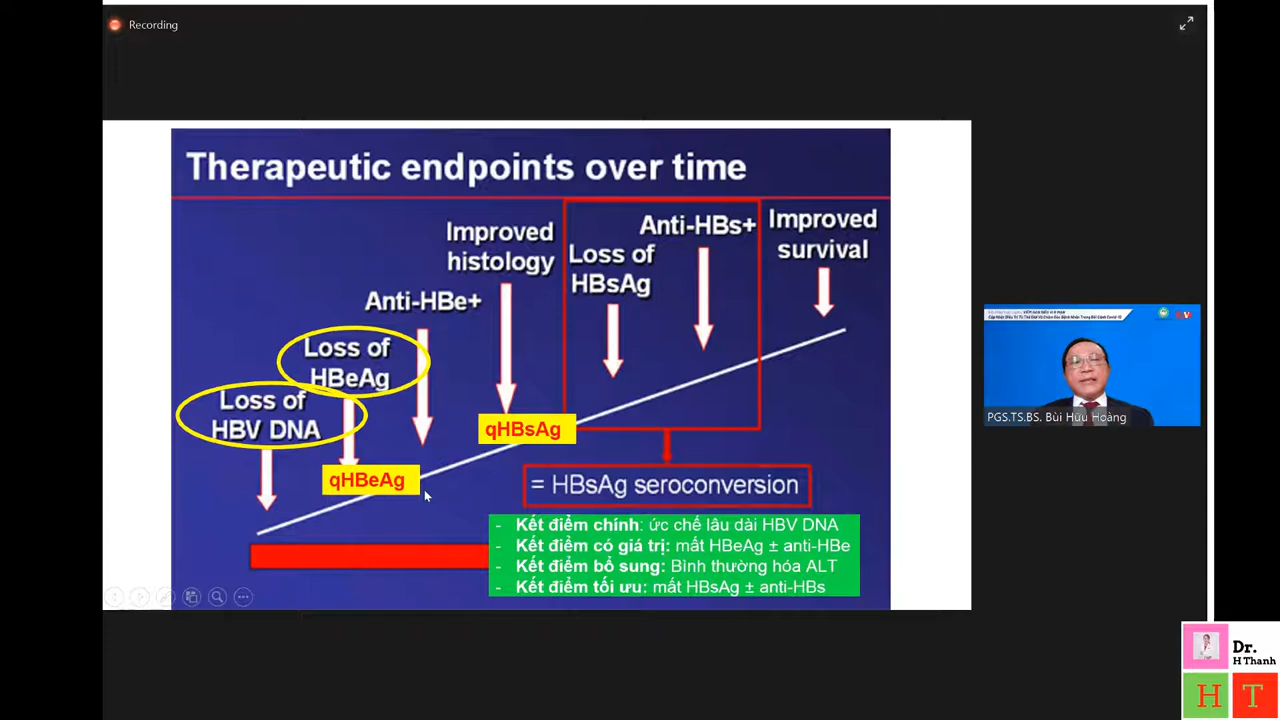 Recording
Therapeutic endpoints over time
Improved
histology
Anti-HBs+
Loss of
HBsAg
Improved
survival
Anti-HBe+
Loss of
HBeAg
Loss of
HBV DNA
qHBsAg
qHBeAg
= HBsAg seroconversion
- Kết điểm chính: ức chế lâu dài HBV DNA
- Kết điểm có giá trị: mất HBeAg ± anti-HBe
- Kết điểm bổ sung: Bình thường hóa ALT
- Kết điểm tối ưu: mất HBsAg ± anti-HBs
PGS.TS.BS. Bùi Hữu Hoàng
Dr.
H Thanh
H T